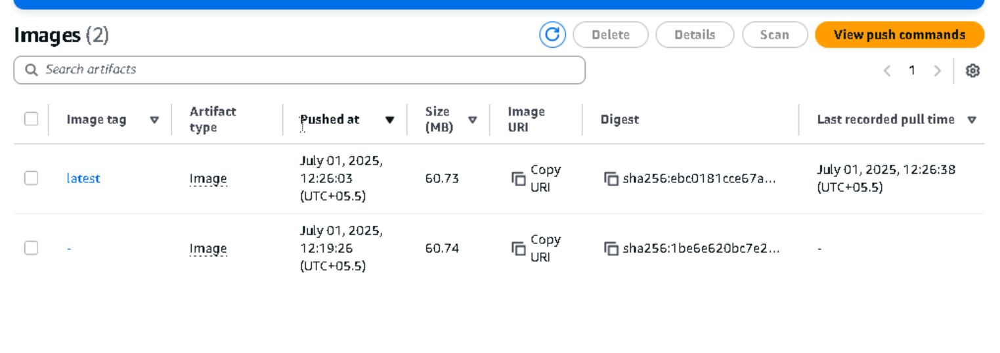 Images (2)
Delete
Details
Scan
View push commands
Search artifacts
1
Image tag
Artifact
type
Pushed at
Size
(MB)
Image
URI
Digest
Last recorded pull time
latest
Image
July 01, 2025,
12:26:03
(UTC+05.5)
60.73
Copy
URI
sha256:ebc0181cce67a...
July 01, 2025, 12:26:38
(UTC+05.5)
-
Image
July 01, 2025,
12:19:26
(UTC+05.5)
60.74
Copy
URI
sha256:1be6e620bc7e2...
-